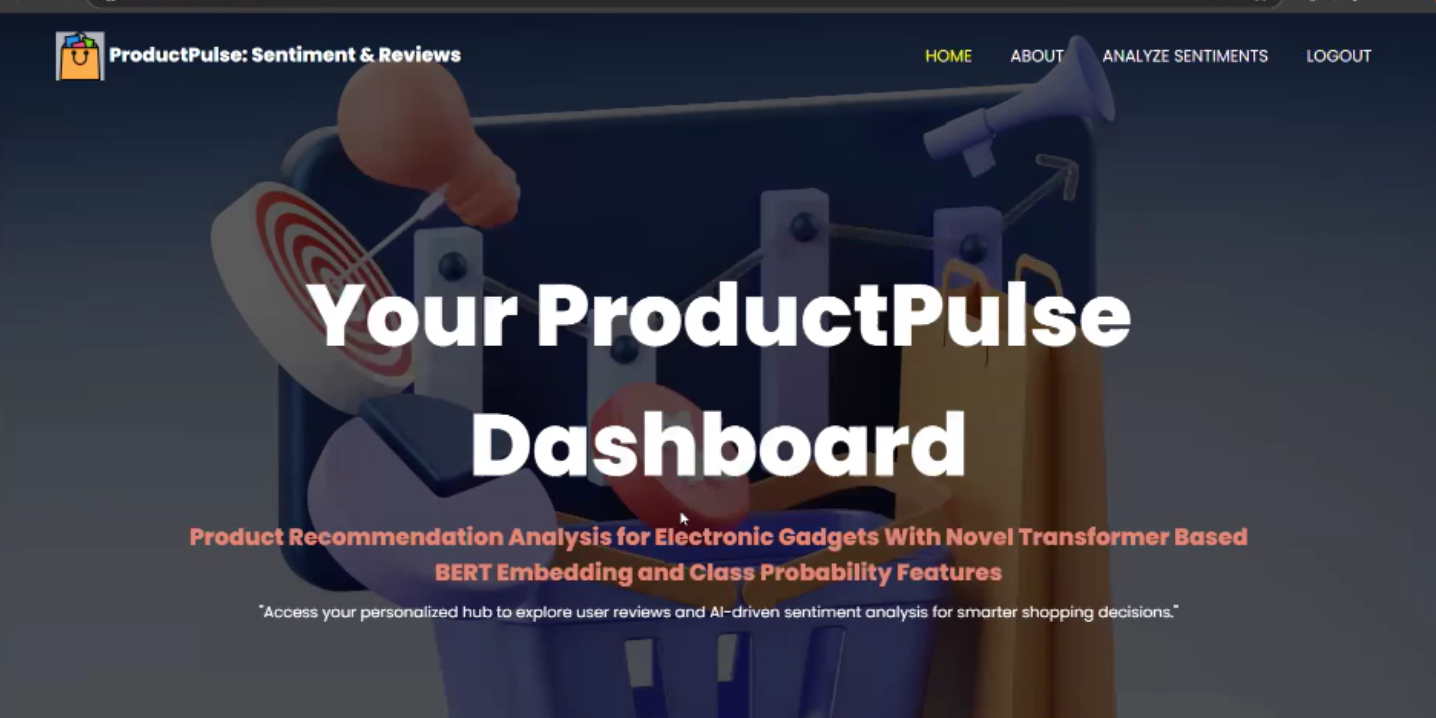 ProductPulse: Sentiment & Reviews
HOME ABOUT ANALYZE SENTIMENTS LOGOUT
Your ProductPulse
Dashboard
Product Recommendation Analysis for Electronic Gadgets With Novel Transformer Based
BERT Embedding and Class Probability Features
"Access your personalized hub to explore user reviews and AI-driven sentiment analysis for smarter shopping decisions."